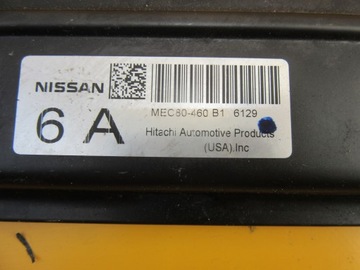 NISSAN
6 A
MEC80-460 B1 6129
Hitachi Automotive Products
(USA).Inc